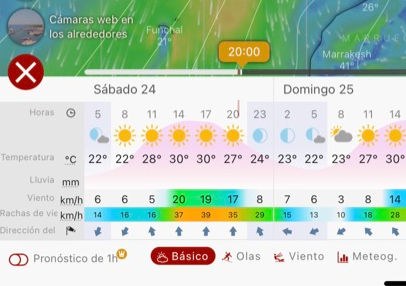 Cámaras web en
los alrededores
Funchal
21°
26°
20:00
Marrakesh
41°
Sábado 24
Domingo 25
Horas 5 8 11 14 17 20 23 2 5 8 11 14
Temperatura °C 22° 22° 28° 30° 30° 27° 24° 23° 22° 23° 27° 30°
Lluvia mm
Viento km/h 6 6 5 20 19 17 8 6 6 3 8 14
Rachas de vie km/h 14 16 16 37 39 35 29 15 13 10 18 28
Dirección del
Pronóstico de 1h
Básico
Olas
Viento
Meteog.